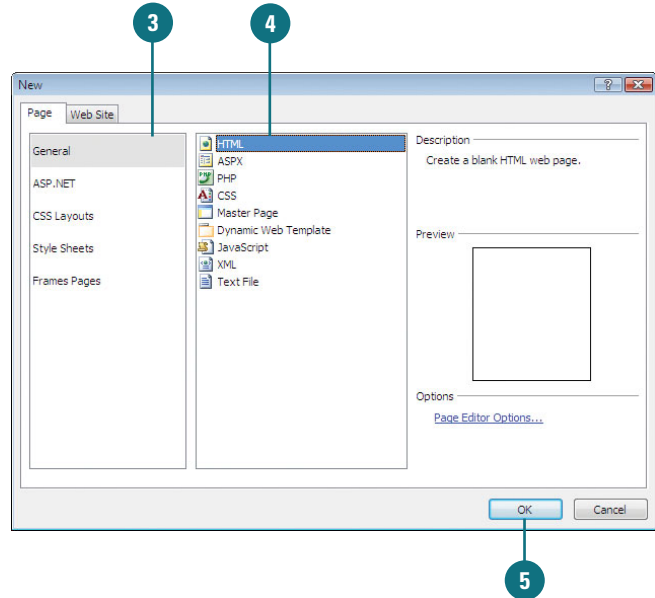 3
4
New
Page
Web Site
General
ASP.NET
CSS Layouts
Style Sheets
Frames Pages
HTML
ASPX
PHP
CSS
Master Page
Dynamic Web Template
JavaScript
XML
Text File
Description
Create a blank HTML web page.
Preview
Options
Page Editor Options...
OK
Cancel
5